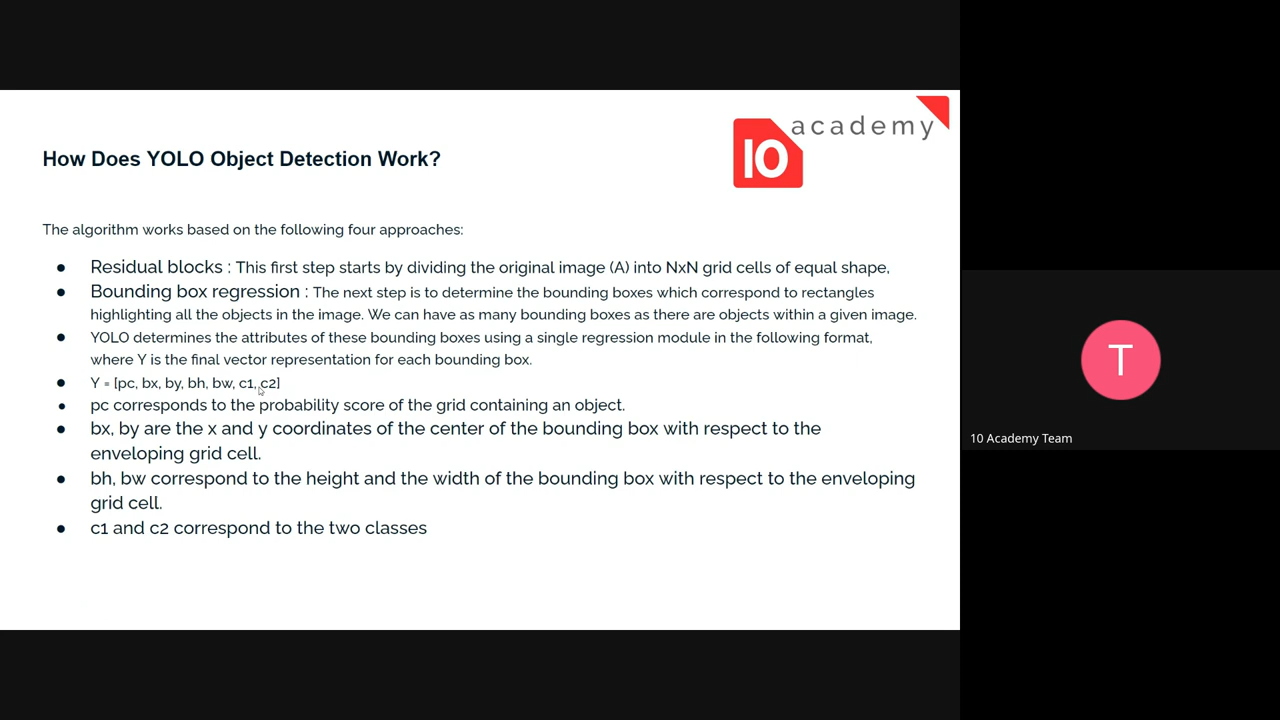 academy
10
How Does YOLO Object Detection Work?
The algorithm works based on the following four approaches:
● Residual blocks : This first step starts by dividing the original image (A) into NxN grid cells of equal shape,
● Bounding box regression : The next step is to determine the bounding boxes which correspond to rectangles
highlighting all the objects in the image. We can have as many bounding boxes as there are objects within a given image.
● YOLO determines the attributes of these bounding boxes using a single regression module in the following format,
where Y is the final vector representation for each bounding box.
● Y = [pc, bx, by, bh, bw, c1, c2]
● pc corresponds to the probability score of the grid containing an object.
● bx, by are the x and y coordinates of the center of the bounding box with respect to the
enveloping grid cell.
● bh, bw correspond to the height and the width of the bounding box with respect to the enveloping
grid cell.
● c1 and c2 correspond to the two classes
T
10 Academy Team